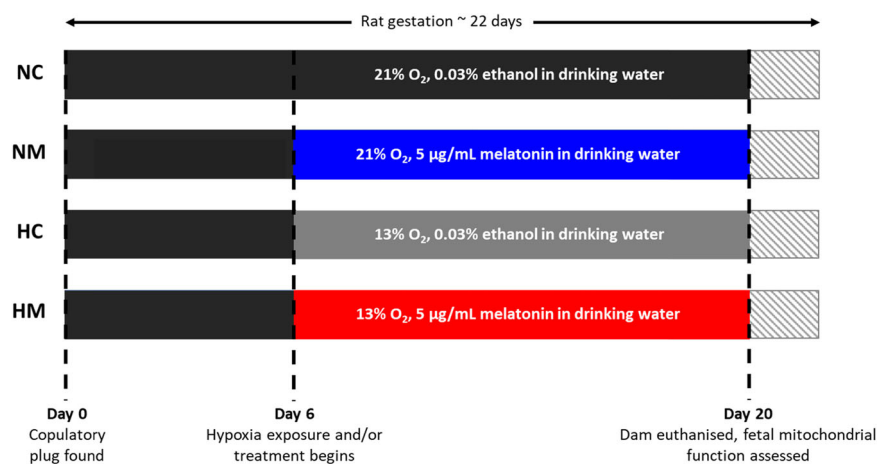 Rat gestation ~ 22 days
NC
21% O₂, 0.03% ethanol in drinking water
NM
21% O₂, 5 µg/mL melatonin in drinking water
HC
13% O₂, 0.03% ethanol in drinking water
HM
13% O₂, 5 µg/mL melatonin in drinking water
Day 0
Copulatory
plug found
Day 6
Hypoxia exposure and/or
treatment begins
Day 20
Dam euthanised, fetal mitochondrial
function assessed